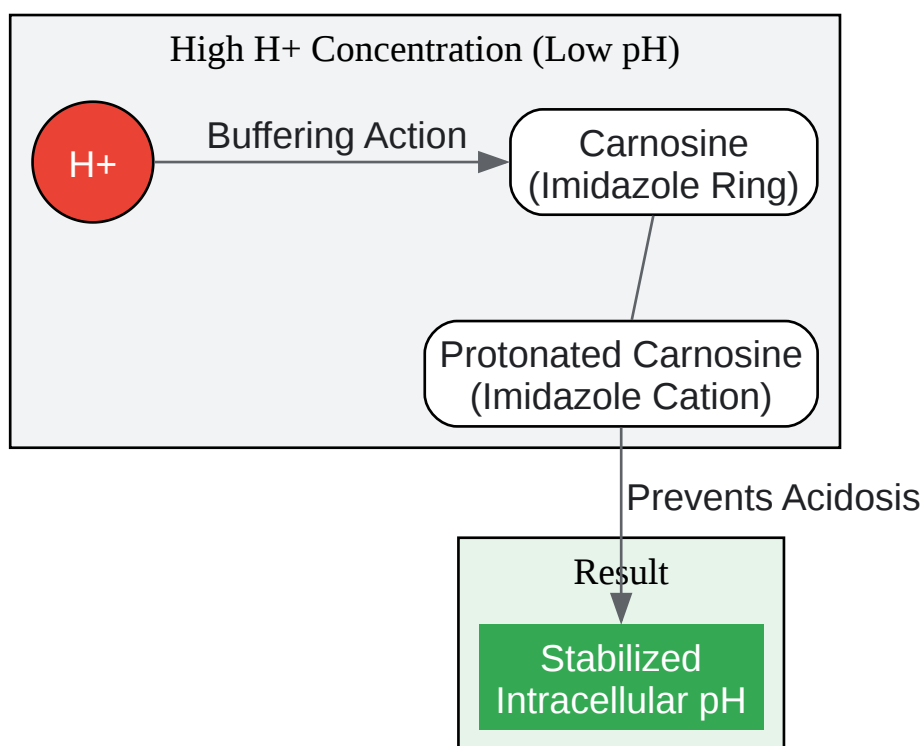 High H+ Concentration (Low pH)
H+
Buffering Action
Carnosine
(Imidazole Ring)
Protonated Carnosine
(Imidazole Cation)
Prevents Acidosis
Result
Stabilized
Intracellular pH